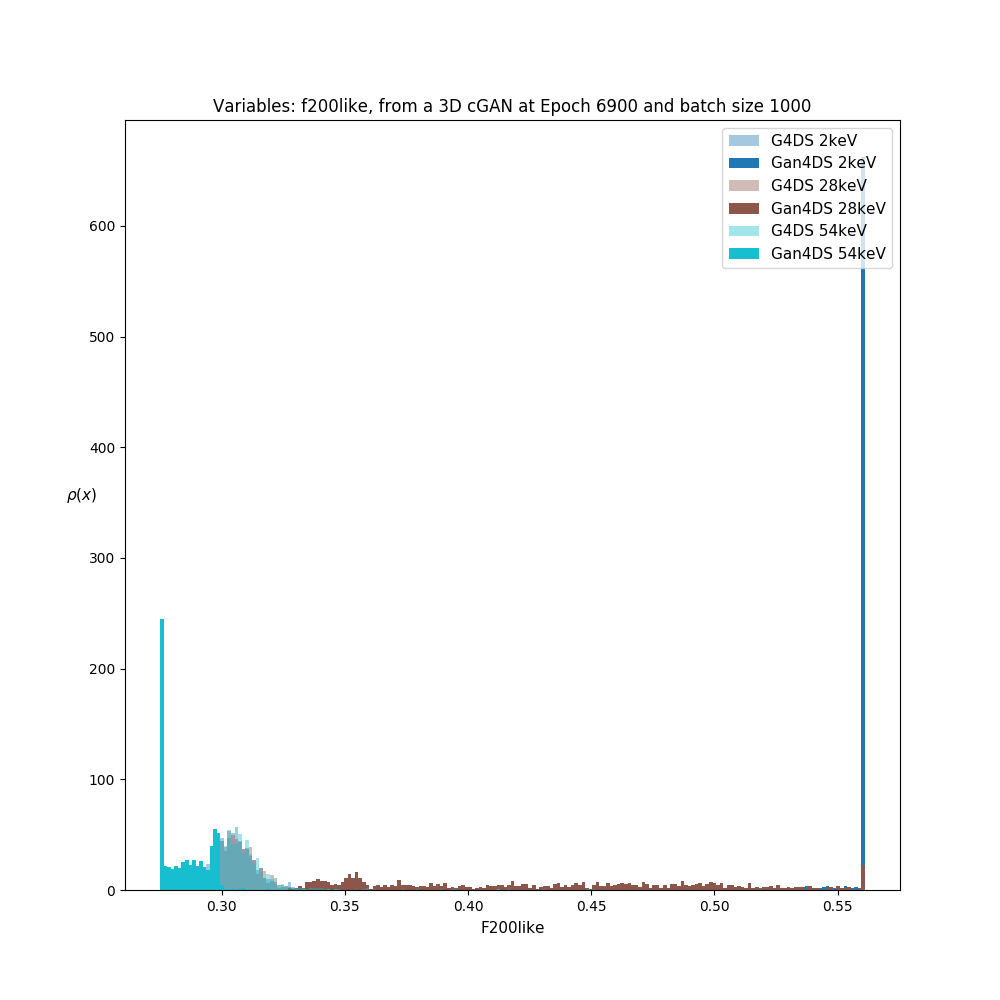 Variables: f200like, from a 3D cGAN at Epoch 6900 and batch size 1000
G4DS 2keV
Gan4DS 2keV
G4DS 28keV
Gan4DS 28keV
G4DS 54keV
Gan4DS 54keV
600
500
400
ρ(x)
300
200
100
0
0.30 0.35 0.40 0.45 0.50 0.55
F200like